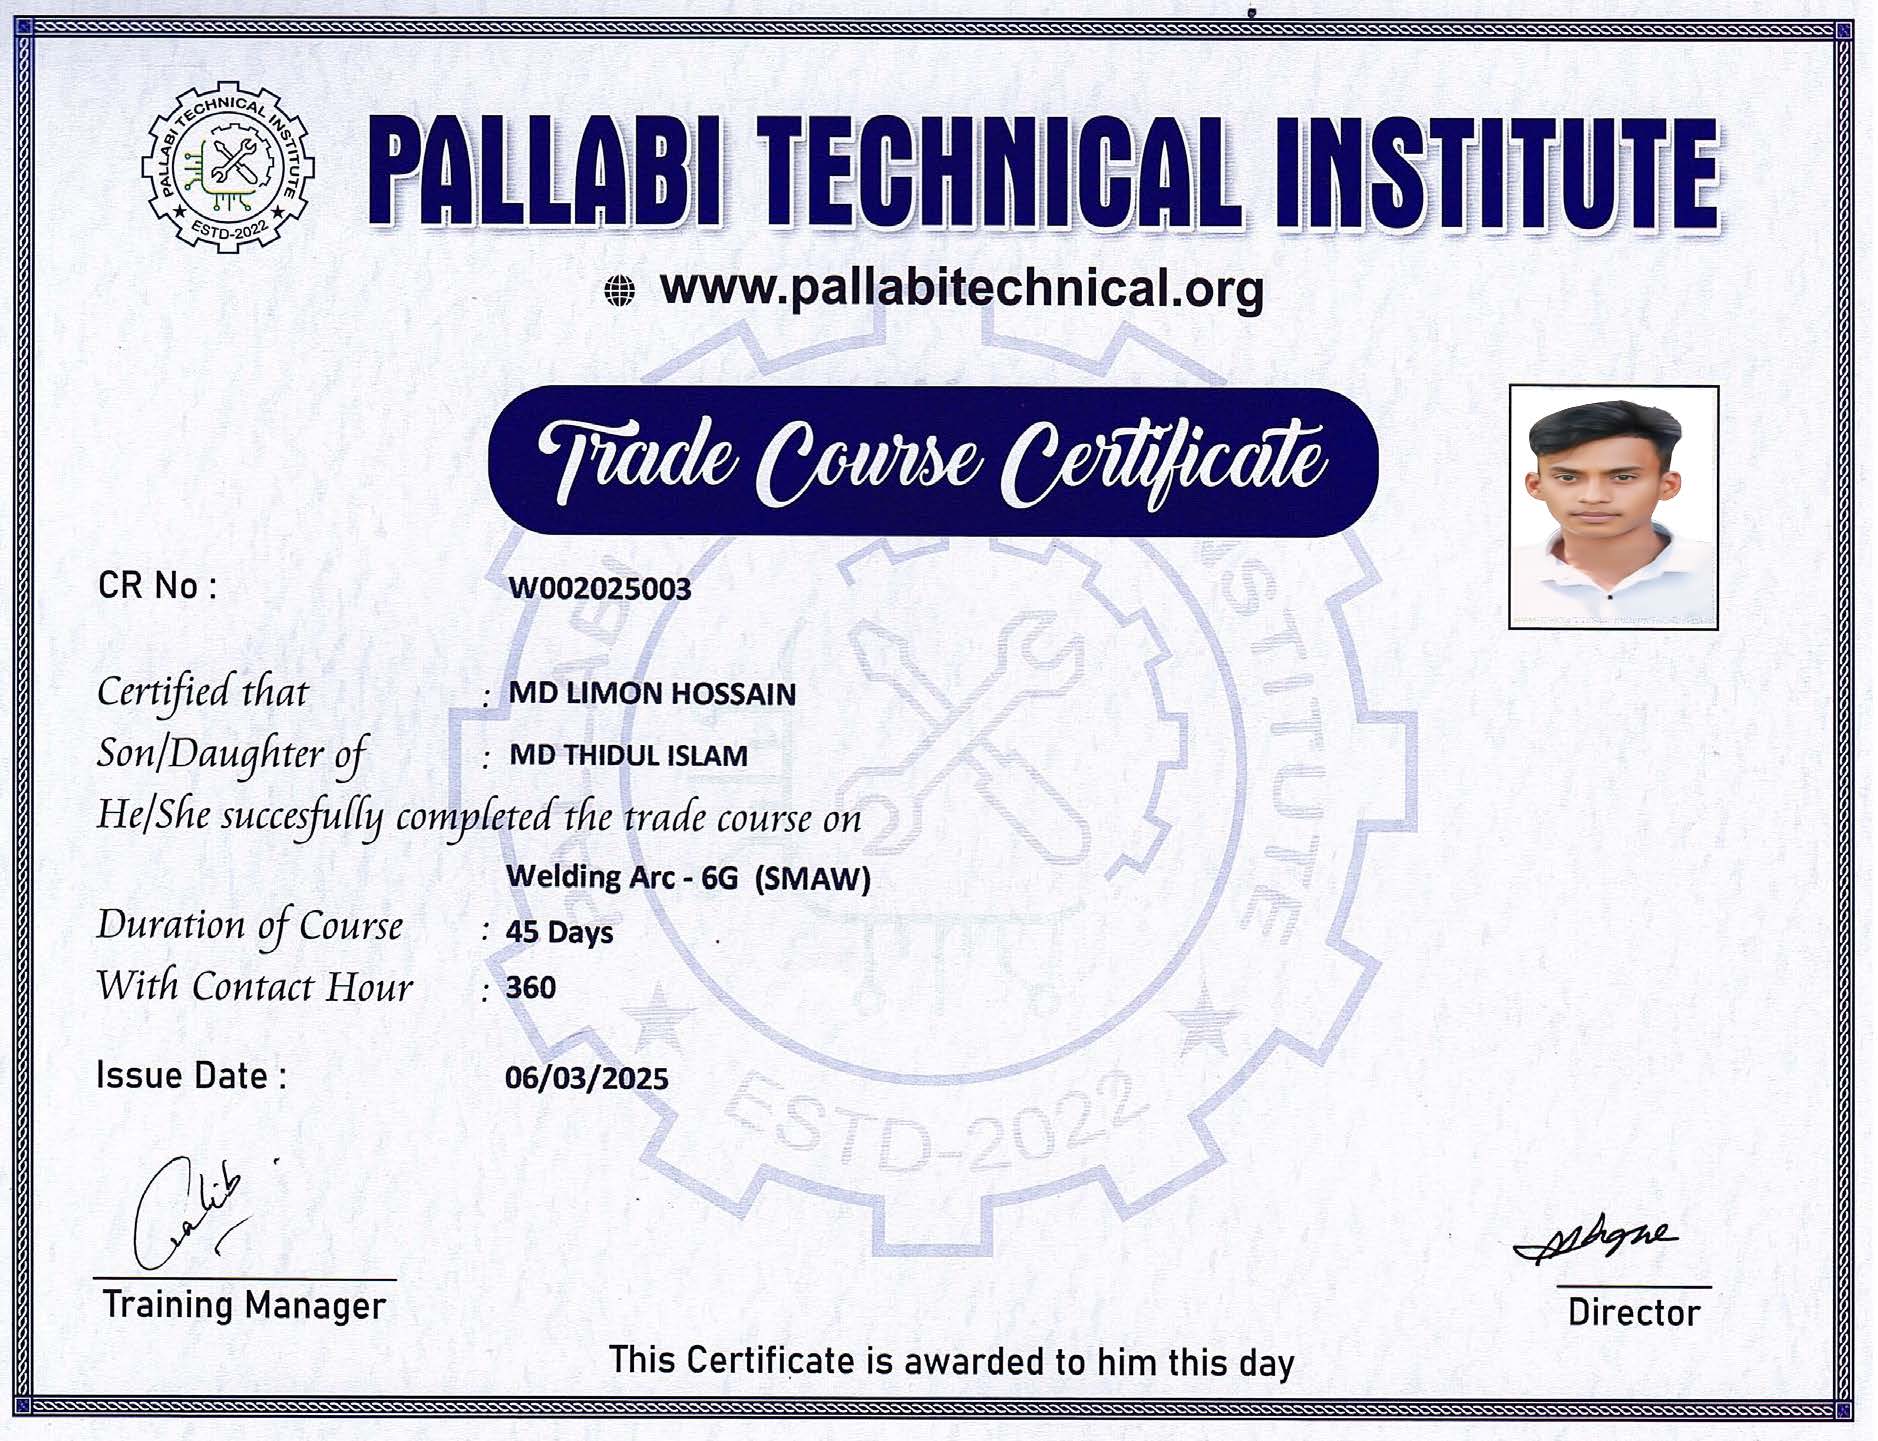 PALLABI TECHNICAL INSTITUTE
ESTD-2022
PALLABI TECHNICAL INSTITUTE
www.pallabitechnical.org
Trade Course Certificate
CR No : W002025003
Certified that : MD LIMON HOSSAIN
Son/Daughter of : MD THIDUL ISLAM
He/She succesfully completed the trade course on
Welding Arc - 6G (SMAW)
Duration of Course : 45 Days
With Contact Hour : 360
Issue Date : 06/03/2025
ESTD-2022
Training Manager
Director
This Certificate is awarded to him this day